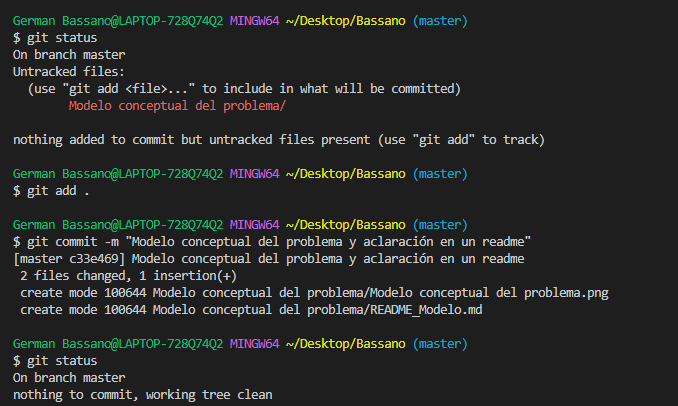 German Bassano@LAPTOP-728Q74Q2 MINGW64 ~/Desktop/Bassano (master)
$ git status
On branch master
Untracked files:
  (use "git add <file>..." to include in what will be committed)
        Modelo conceptual del problema/

nothing added to commit but untracked files present (use "git add" to track)

German Bassano@LAPTOP-728Q74Q2 MINGW64 ~/Desktop/Bassano (master)
$ git add .

German Bassano@LAPTOP-728Q74Q2 MINGW64 ~/Desktop/Bassano (master)
$ git commit -m "Modelo conceptual del problema y aclaración en un readme"
[master c33e469] Modelo conceptual del problema y aclaración en un readme
 2 files changed, 1 insertion(+)
 create mode 100644 Modelo conceptual del problema/Modelo conceptual del problema.png
 create mode 100644 Modelo conceptual del problema/README_Modelo.md

German Bassano@LAPTOP-728Q74Q2 MINGW64 ~/Desktop/Bassano (master)
$ git status
On branch master
nothing to commit, working tree clean